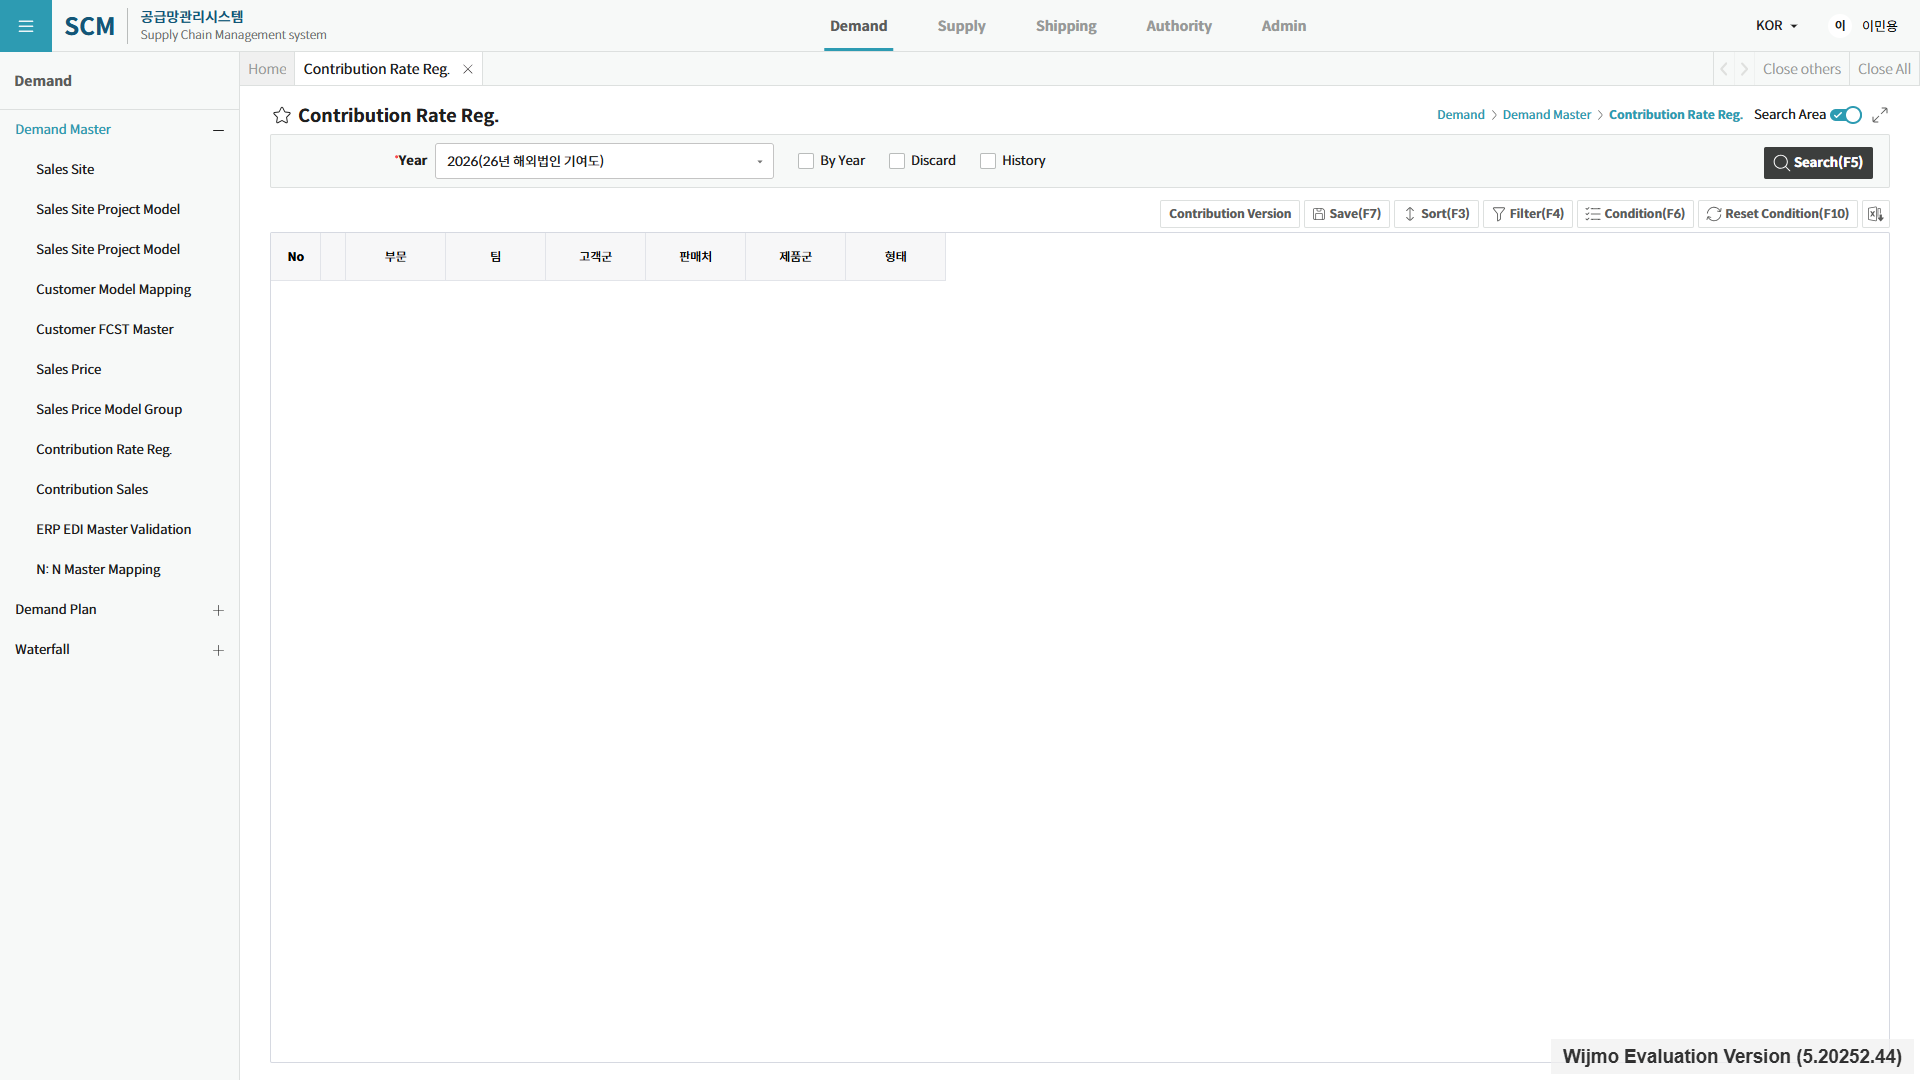 SCM
공급망관리시스템
Supply Chain Management system
Demand
Supply
Shipping
Authority
Admin
KOR
이
이민용
Demand
Home
Contribution Rate Reg.
Close others
Close All
Demand Master
Sales Site
Sales Site Project Model
Sales Site Project Model
Customer Model Mapping
Customer FCST Master
Sales Price
Sales Price Model Group
Contribution Rate Reg.
Contribution Sales
ERP EDI Master Validation
N: N Master Mapping
Demand Plan
Waterfall
Contribution Rate Reg.
Demand > Demand Master > Contribution Rate Reg.
Search Area
*Year
2026(26년 해외법인 기여도)
By Year
Discard
History
Search(F5)
Contribution Version
Save(F7)
Sort(F3)
Filter(F4)
Condition(F6)
Reset Condition(F10)
No
부문
팀
고객군
판매처
제품군
형태
Wijmo Evaluation Version (5.20252.44)